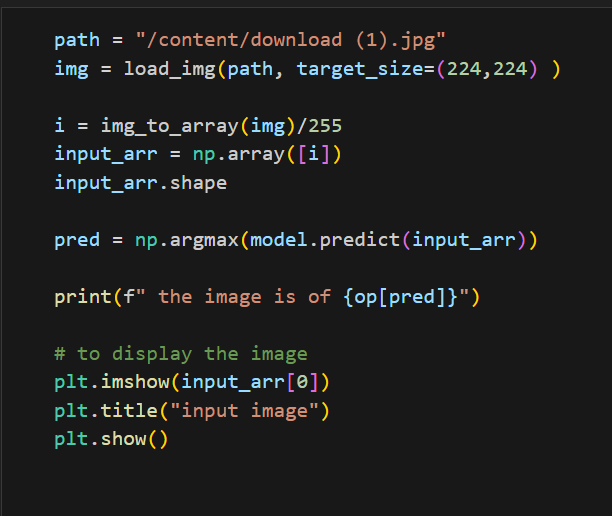 path = "/content/download (1).jpg"
img = load_img(path, target_size=(224,224) )
i = img_to_array(img)/255
input_arr = np.array([i])
input_arr.shape
pred = np.argmax(model.predict(input_arr))
print(f" the image is of {op[pred]}")
# to display the image
plt.imshow(input_arr[0])
plt.title("input image")
plt.show()